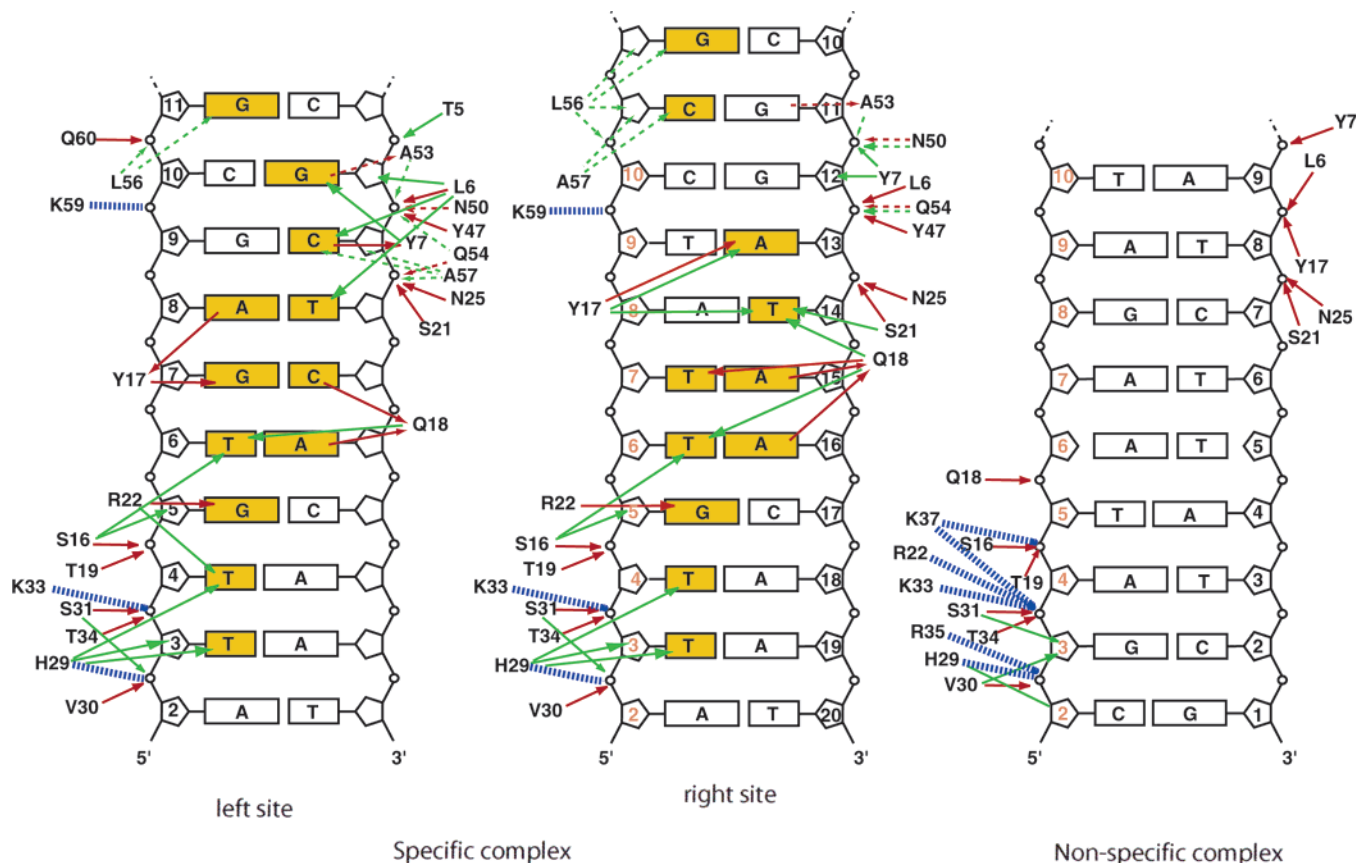 11 G C
T5
Q60
A53
L56
10 C G
L6
K59
N50
Y47
9 G C
Y7
Q54
A57
N25
8 A T
S21
7 G C
Y17
Q18
6 T A
R22
5 G C
S16
T19
4 T A
K33
S31
T34
3 T A
H29
V30
2 A T
5' 3'
left site
G C 10
L56
C G 11
A53
N50
A57
10 C G 12
Y7
L6
K59
Q54
Y47
9 T A 13
N25
Y17
8 A T 14
S21
Q18
7 T A 15
6 T A 16
R22
5 G C 17
S16
T19
4 T A 18
K33
S31
T34
3 T A 19
H29
V30
2 A T 20
5' 3'
right site
Specific complex
Y7
L6
10 T A 9
9 A T 8
Y17
N25
8 G C 7
S21
7 A T 6
6 A T 5
Q18
5 T A 4
K37
S16
R22
T19
4 A T 3
K33
S31
R35
T34
3 G C 2
H29
V30
2 C G 1
5' 3'
Non-specific complex